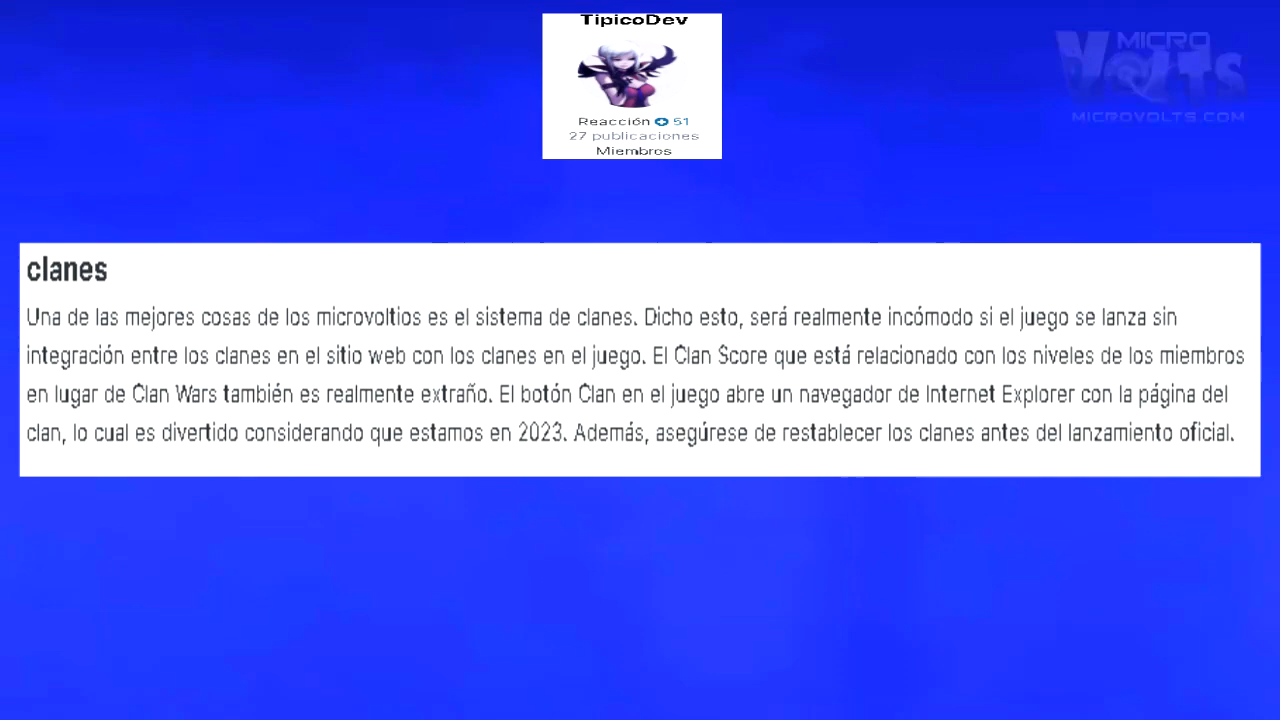 TipicoDev
MICRO
VOLTS
MICROVOLTS.COM
Reacción 51
27 publicaciones
Miembros
clanes
Una de las mejores cosas de los microvoltios es el sistema de clanes. Dicho esto, será realmente incómodo si el juego se lanza sin
integración entre los clanes en el sitio web con los clanes en el juego. El Clan Score que está relacionado con los niveles de los miembros
en lugar de Clan Wars también es realmente extraño. El botón Clan en el juego abre un navegador de Internet Explorer con la página del
clan, lo cual es divertido considerando que estamos en 2023. Además, asegúrese de restablecer los clanes antes del lanzamiento oficial.